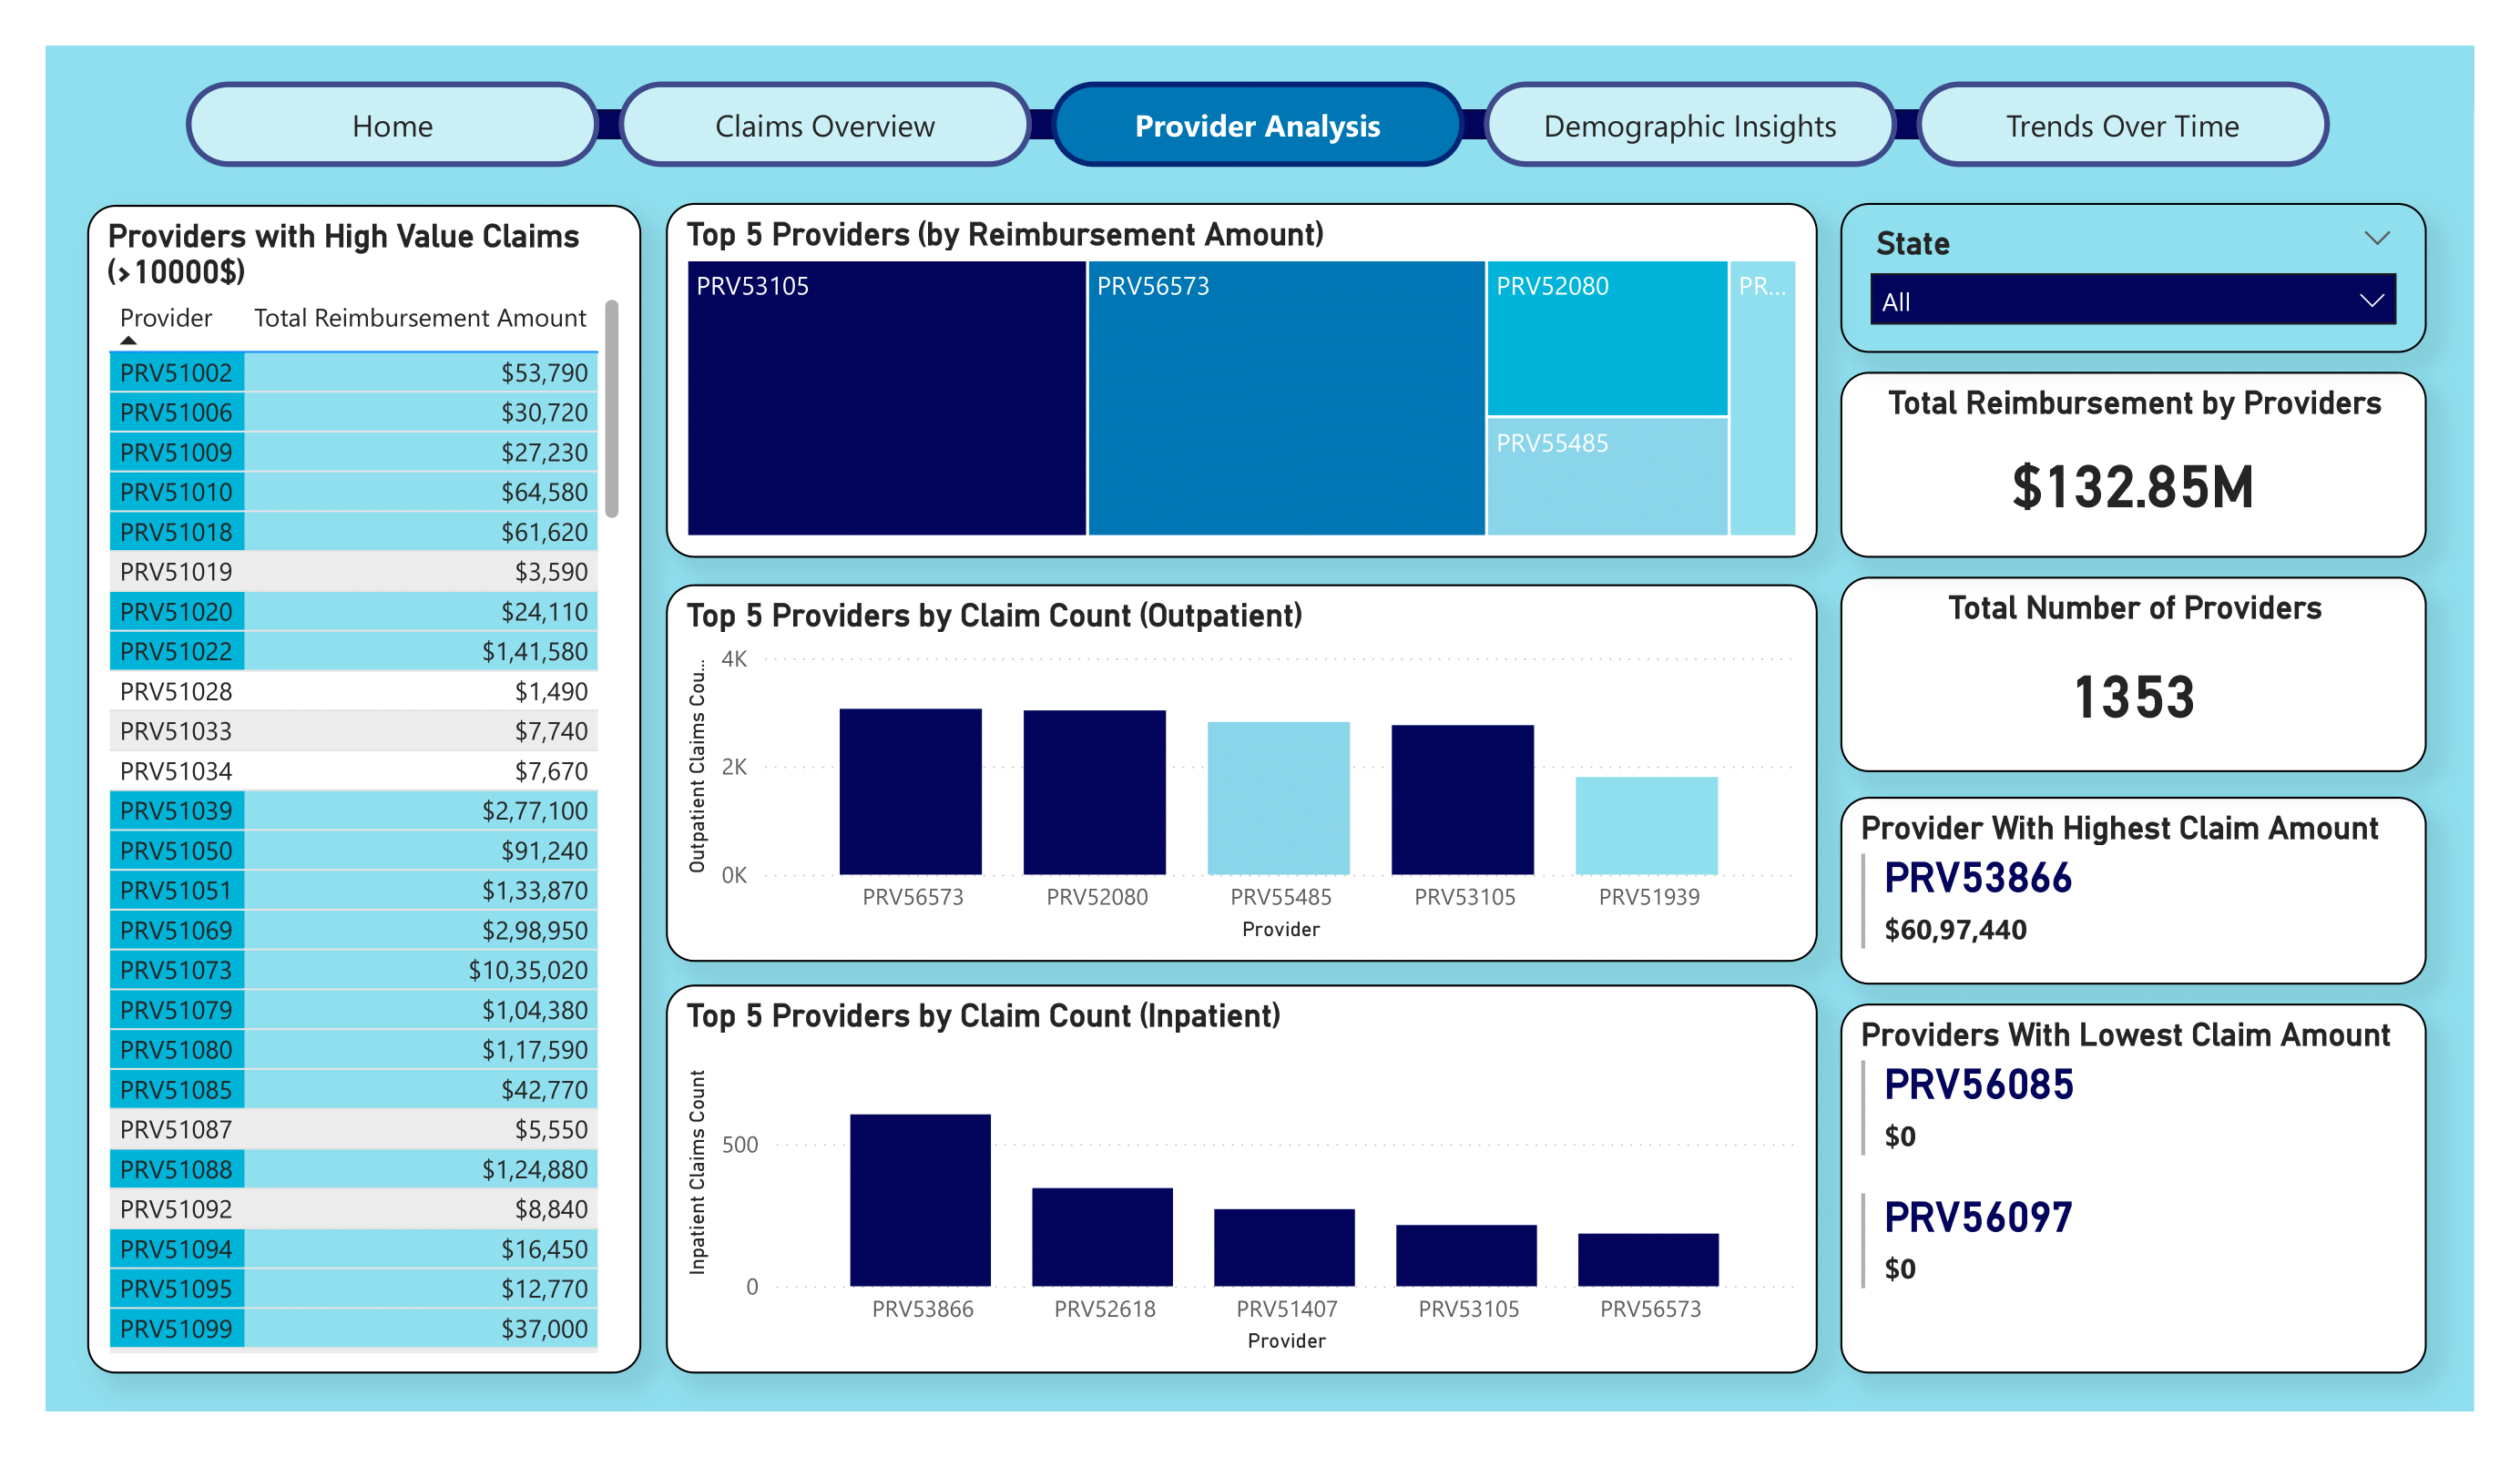 Home
Claims Overview
Provider Analysis
Demographic Insights
Trends Over Time
Providers with High Value Claims
(>10000$)
Provider Total Reimbursement Amount
PRV51002 $53,790
PRV51006 $30,720
PRV51009 $27,230
PRV51010 $64,580
PRV51018 $61,620
PRV51019 $3,590
PRV51020 $24,110
PRV51022 $1,41,580
PRV51028 $1,490
PRV51033 $7,740
PRV51034 $7,670
PRV51039 $2,77,100
PRV51050 $91,240
PRV51051 $1,33,870
PRV51069 $2,98,950
PRV51073 $10,35,020
PRV51079 $1,04,380
PRV51080 $1,17,590
PRV51085 $42,770
PRV51087 $5,550
PRV51088 $1,24,880
PRV51092 $8,840
PRV51094 $16,450
PRV51095 $12,770
PRV51099 $37,000
Top 5 Providers (by Reimbursement Amount)
PRV53105
PRV56573
PRV52080
PR...
PRV55485
Top 5 Providers by Claim Count (Outpatient)
Outpatient Claims Cou...
4K
2K
0K
PRV56573 PRV52080 PRV55485 PRV53105 PRV51939
Provider
Top 5 Providers by Claim Count (Inpatient)
Inpatient Claims Count
500
0
PRV53866 PRV52618 PRV51407 PRV53105 PRV56573
Provider
State
All
Total Reimbursement by Providers
$132.85M
Total Number of Providers
1353
Provider With Highest Claim Amount
PRV53866
$60,97,440
Providers With Lowest Claim Amount
PRV56085
$0
PRV56097
$0